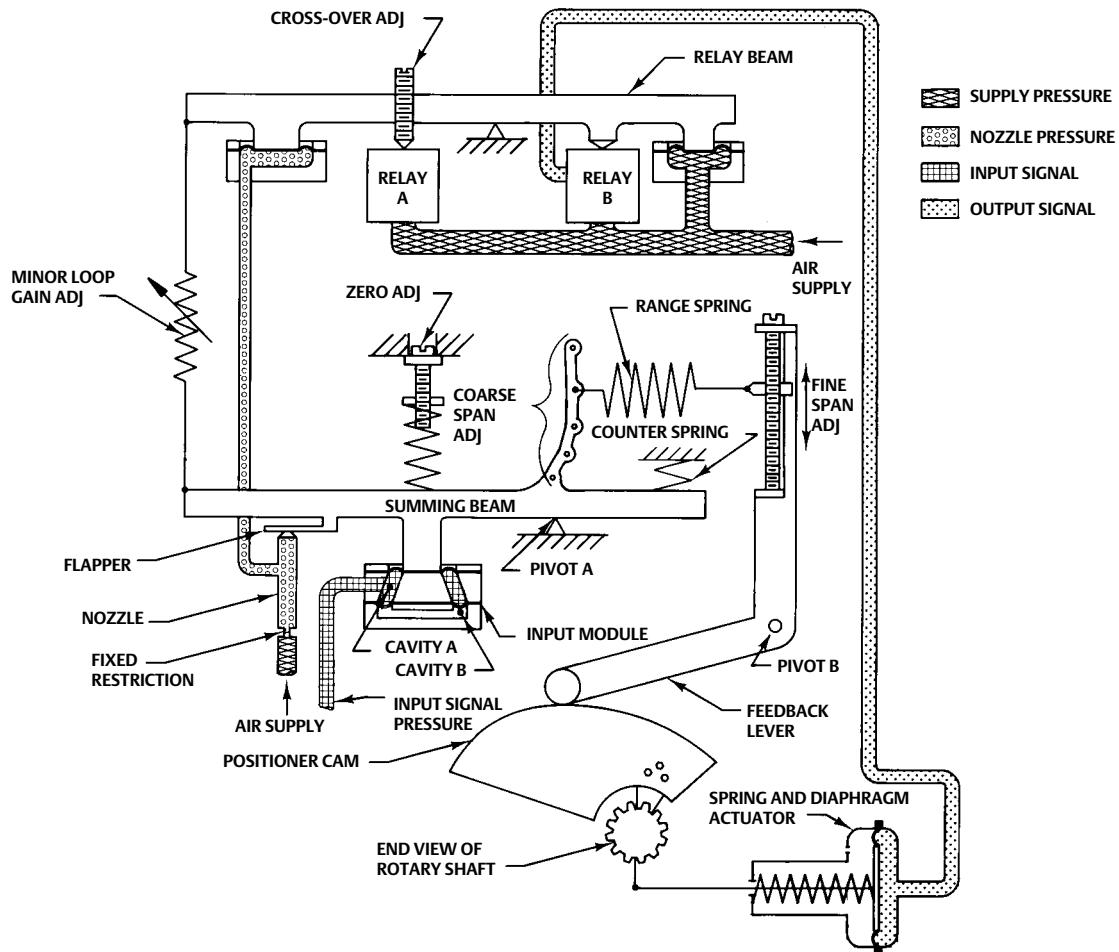 CROSS-OVER ADJ
RELAY BEAM
SUPPLY PRESSURE
NOZZLE PRESSURE
INPUT SIGNAL
OUTPUT SIGNAL
RELAY
A
RELAY
B
AIR
SUPPLY
MINOR LOOP
GAIN ADJ
ZERO ADJ
RANGE SPRING
COARSE
SPAN
ADJ
FINE
SPAN
ADJ
COUNTER SPRING
SUMMING BEAM
FLAPPER
PIVOT A
NOZZLE
INPUT MODULE
CAVITY A
CAVITY B
PIVOT B
FIXED
RESTRICTION
AIR SUPPLY
INPUT SIGNAL
PRESSURE
FEEDBACK
LEVER
POSITIONER CAM
SPRING AND DIAPHRAGM
ACTUATOR
END VIEW OF
ROTARY SHAFT